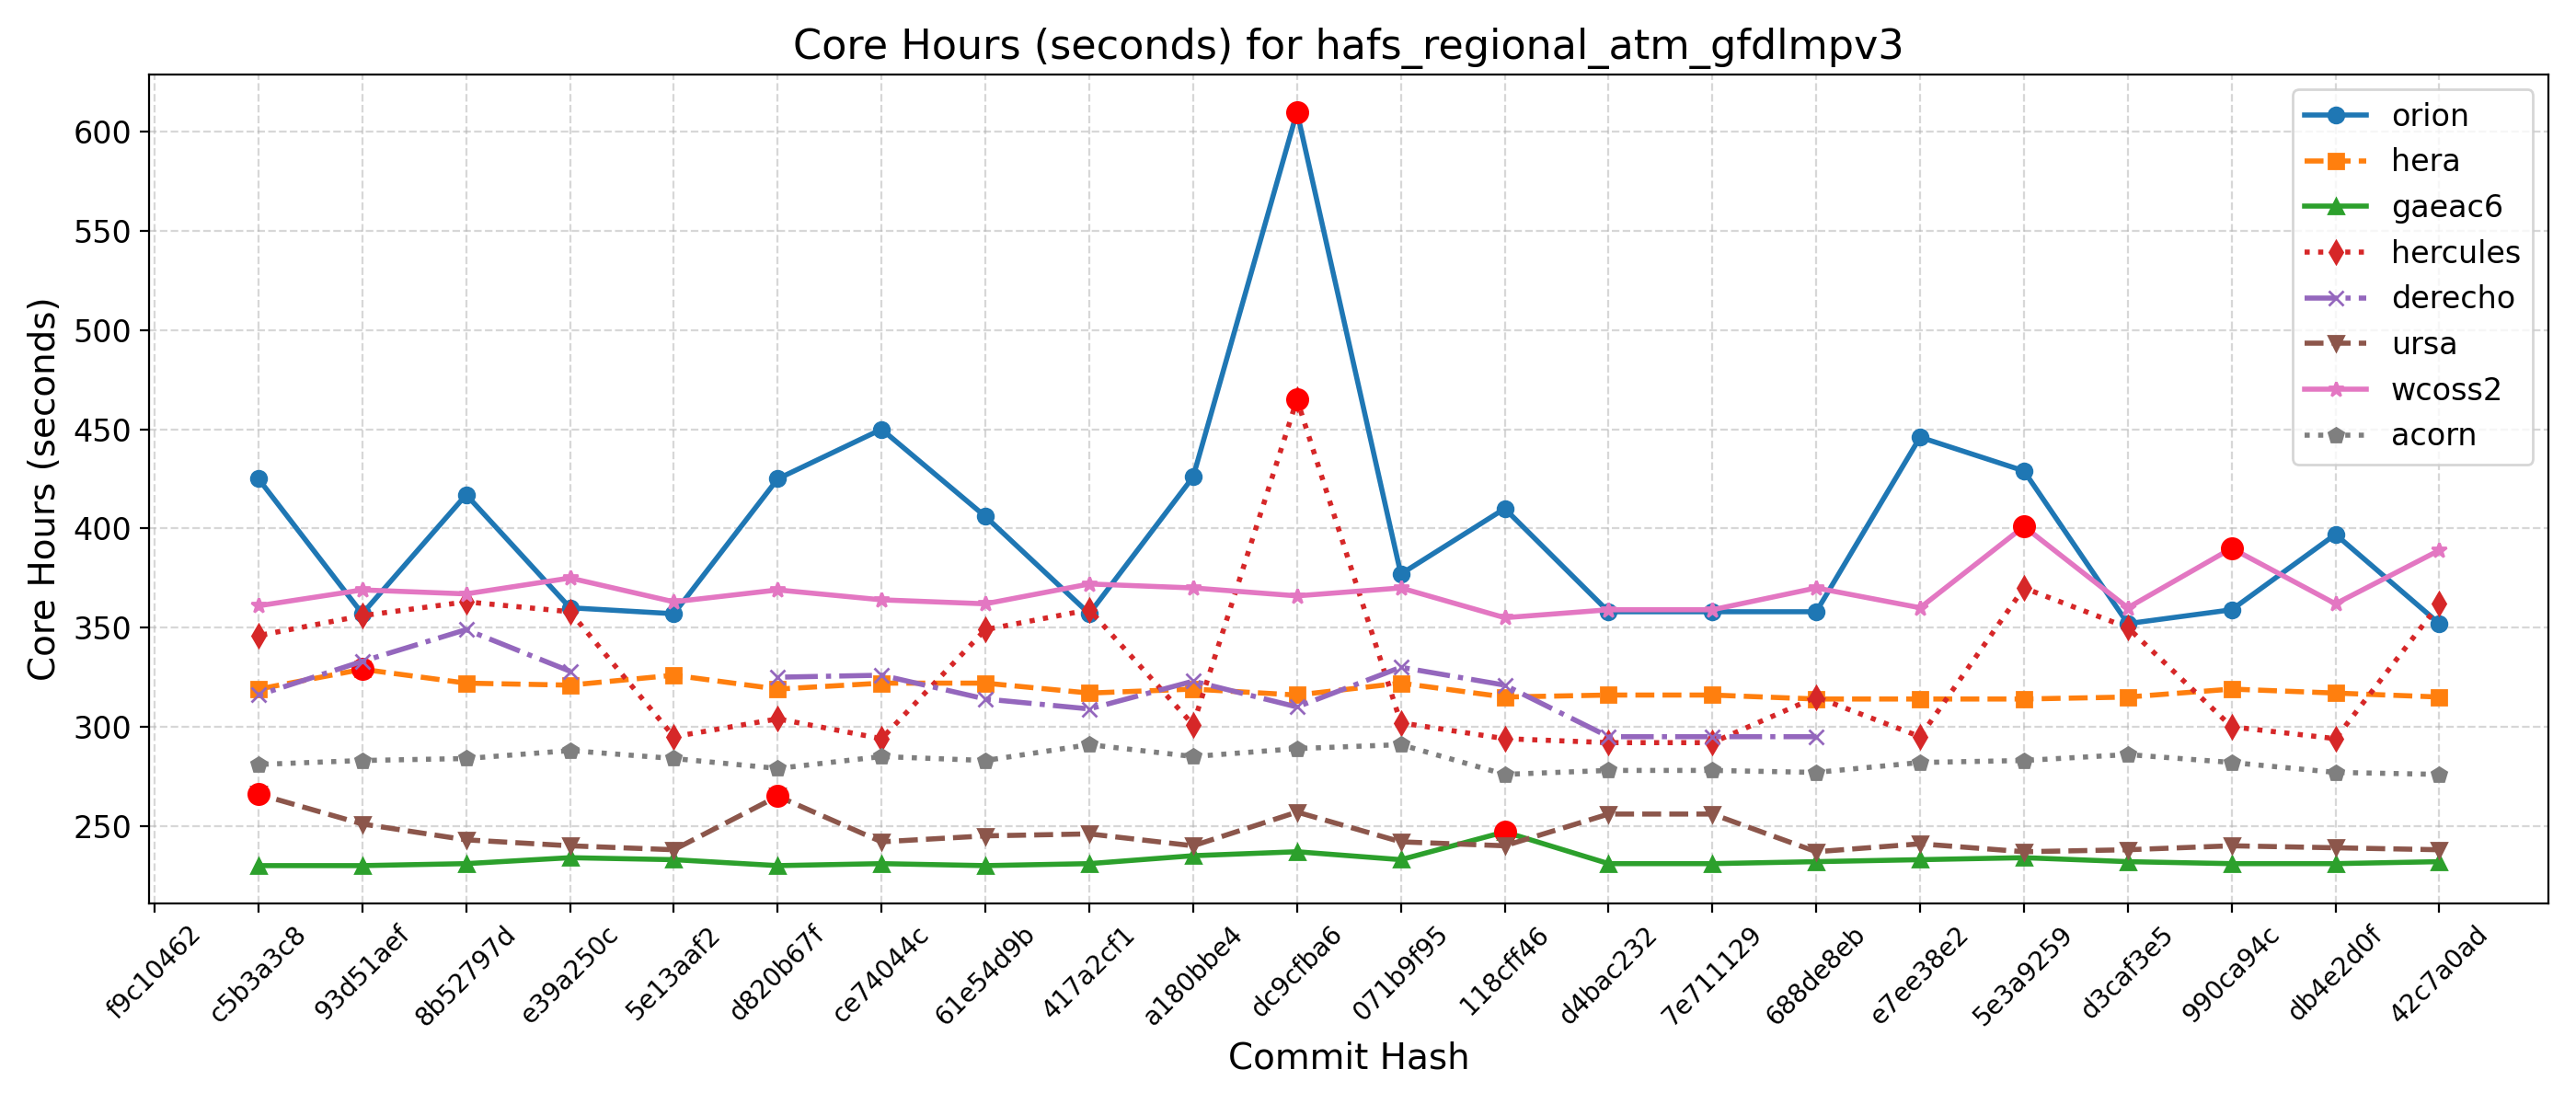 Core Hours (seconds) for hafs_regional_atm_gfdlmpv3
Core Hours (seconds)
600
550
500
450
400
350
300
250
orion
hera
gaeac6
hercules
derecho
ursa
wcoss2
acorn
f9c10462
c5b3a3c8
93d51aef
8b52797d
e39a250c
5e13aaf2
d820b67f
ce74044c
61e54d9b
417a2cf1
a180bbe4
dc9cfba6
071b9f95
118cff46
d4bac232
7e711129
688de8eb
e7ee38e2
5e3a9259
d3caf3e5
990ca94c
db4e2d0f
42c7a0ad
Commit Hash